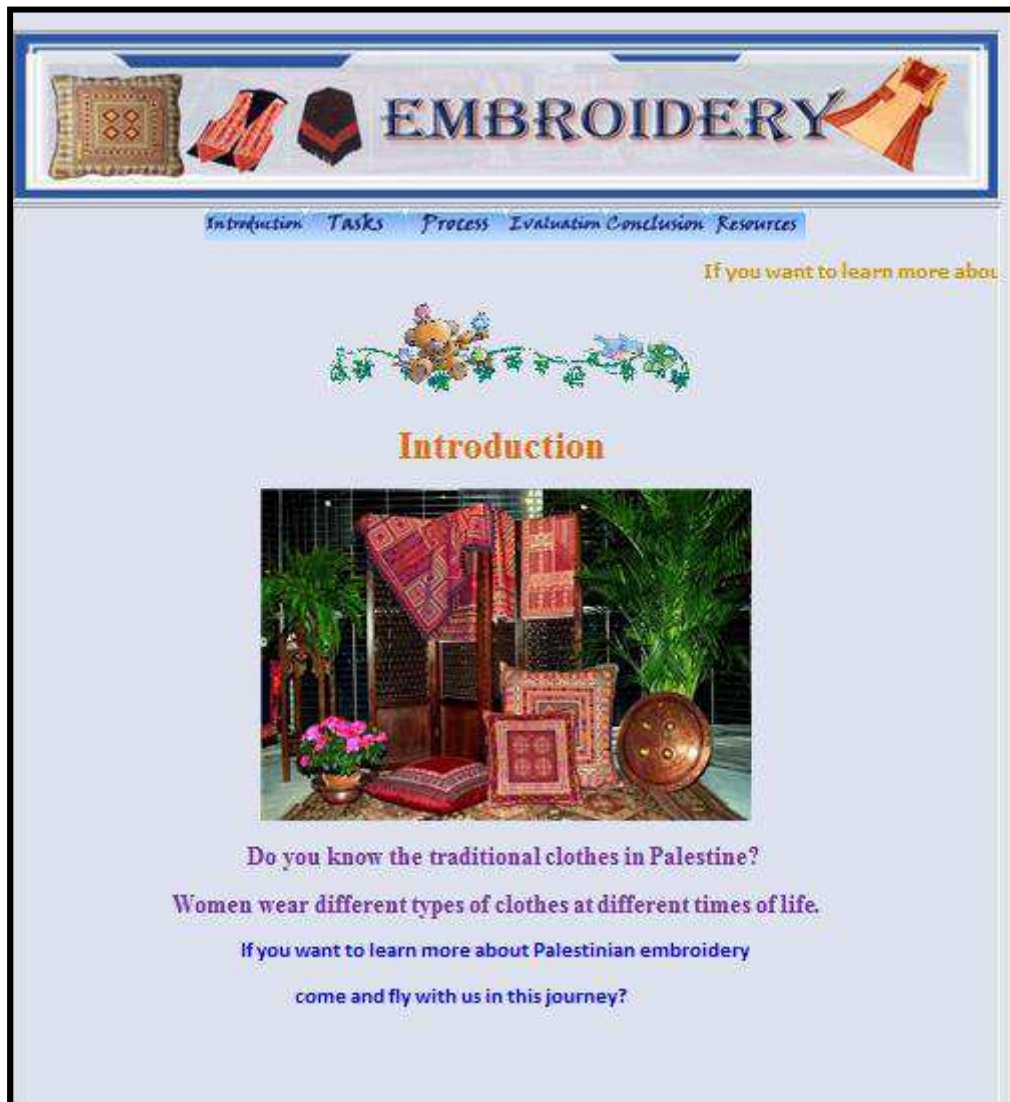 EMBROIDERY
Introduction Tasks Process Evaluation Conclusion Resources
If you want to learn more abou
Introduction
Do you know the traditional clothes in Palestine?
Women wear different types of clothes at different times of life.
If you want to learn more about Palestinian embroidery
come and fly with us in this journey?